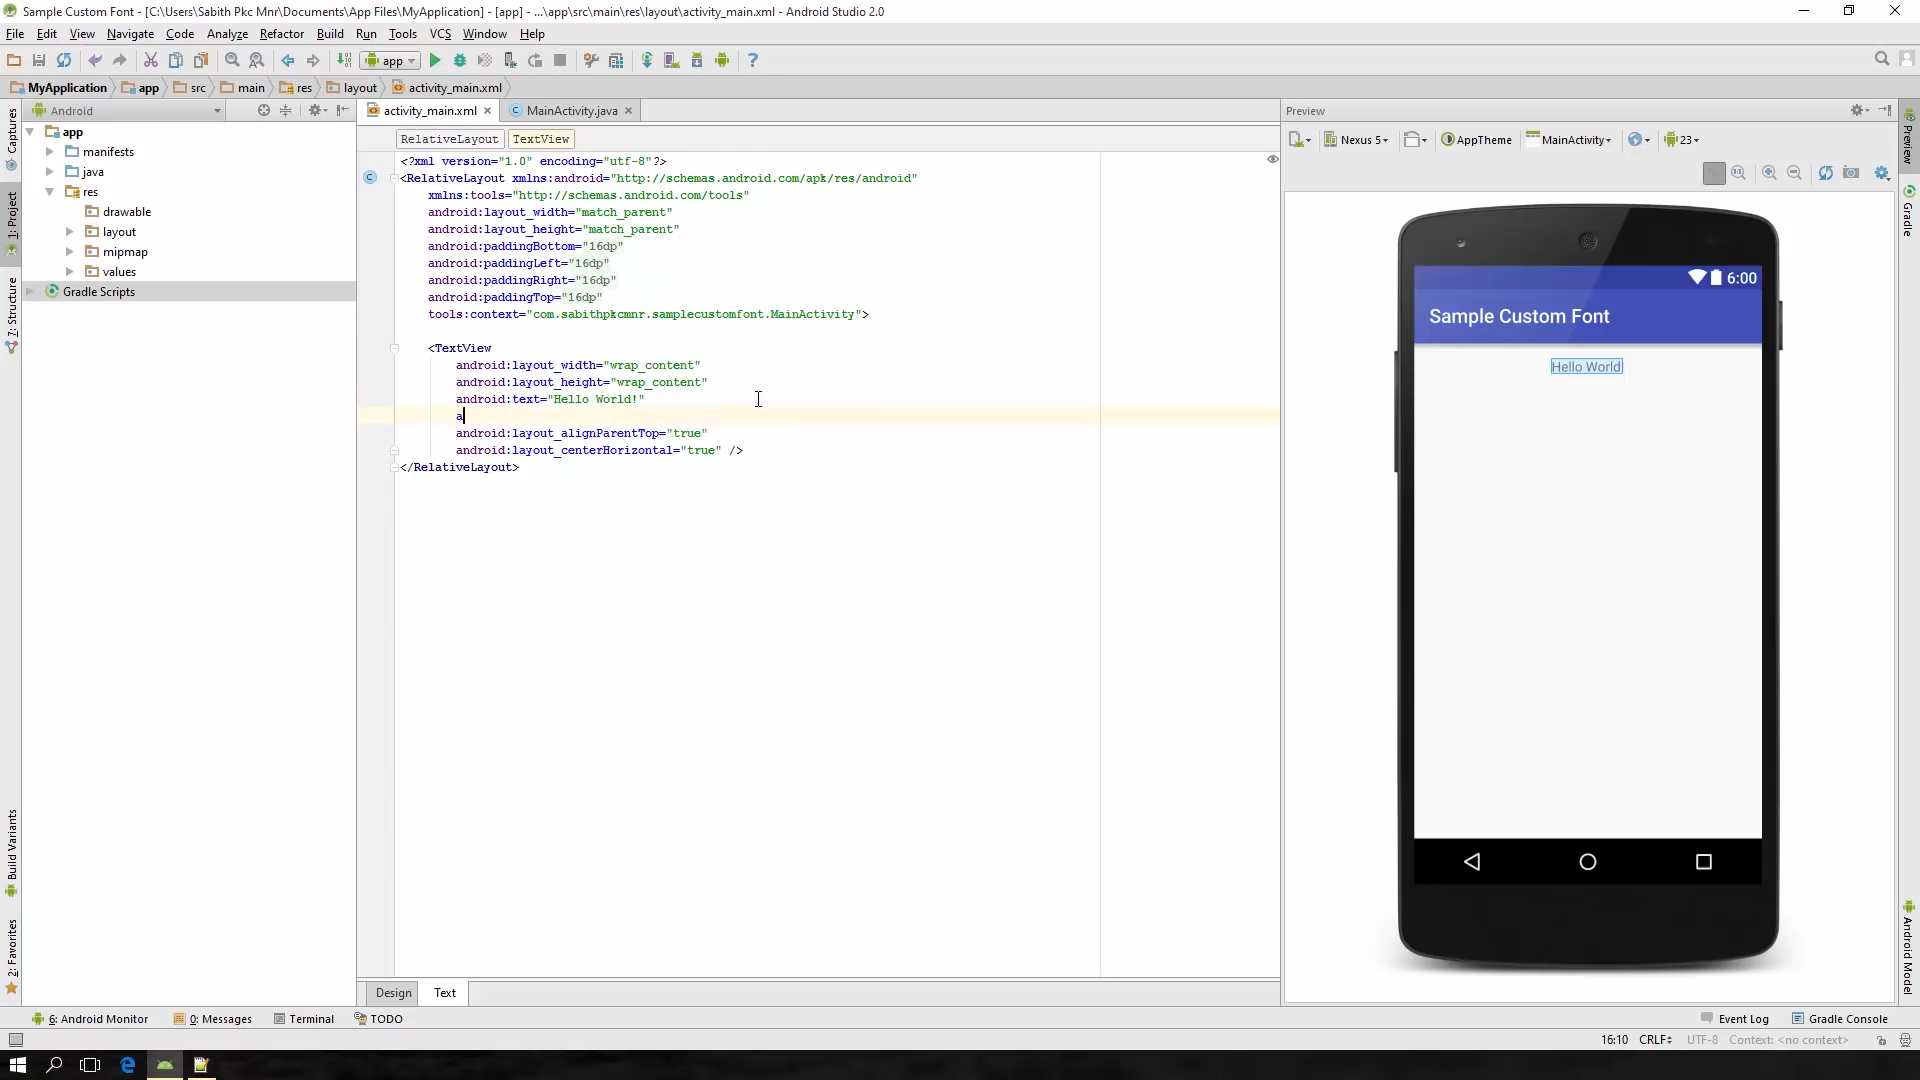 Sample Custom Font - [C:\Users\Sabith Pkc Mnr\Documents\App Files\MyApplication] - [app] - ...\app\src\main\res\layout\activity_main.xml - Android Studio 2.0
File Edit View Navigate Code Analyze Refactor Build Run Tools VCS Window Help
app
MyApplication app src main res layout activity_main.xml
Android
activity_main.xml MainActivity.java
Preview
RelativeLayout TextView
Nexus 5 AppTheme MainActivity 23
Captures
1: Project
7: Structure
Build Variants
2: Favorites
app
manifests
java
res
drawable
layout
mipmap
values
Gradle Scripts
<?xml version="1.0" encoding="utf-8"?>
<RelativeLayout xmlns:android="http://schemas.android.com/apk/res/android"
xmlns:tools="http://schemas.android.com/tools"
android:layout_width="match_parent"
android:layout_height="match_parent"
android:paddingBottom="16dp"
android:paddingLeft="16dp"
android:paddingRight="16dp"
android:paddingTop="16dp"
tools:context="com.sabithpkcmnr.samplecustomfont.MainActivity">
<TextView
android:layout_width="wrap_content"
android:layout_height="wrap_content"
android:text="Hello World!"
a
android:layout_alignParentTop="true"
android:layout_centerHorizontal="true" />
</RelativeLayout>
6:00
Sample Custom Font
Hello World!
Preview
Gradle
Android Model
Design Text
6: Android Monitor 0: Messages Terminal TODO Event Log Gradle Console
16:10 CRLF UTF-8 Context: <no context>